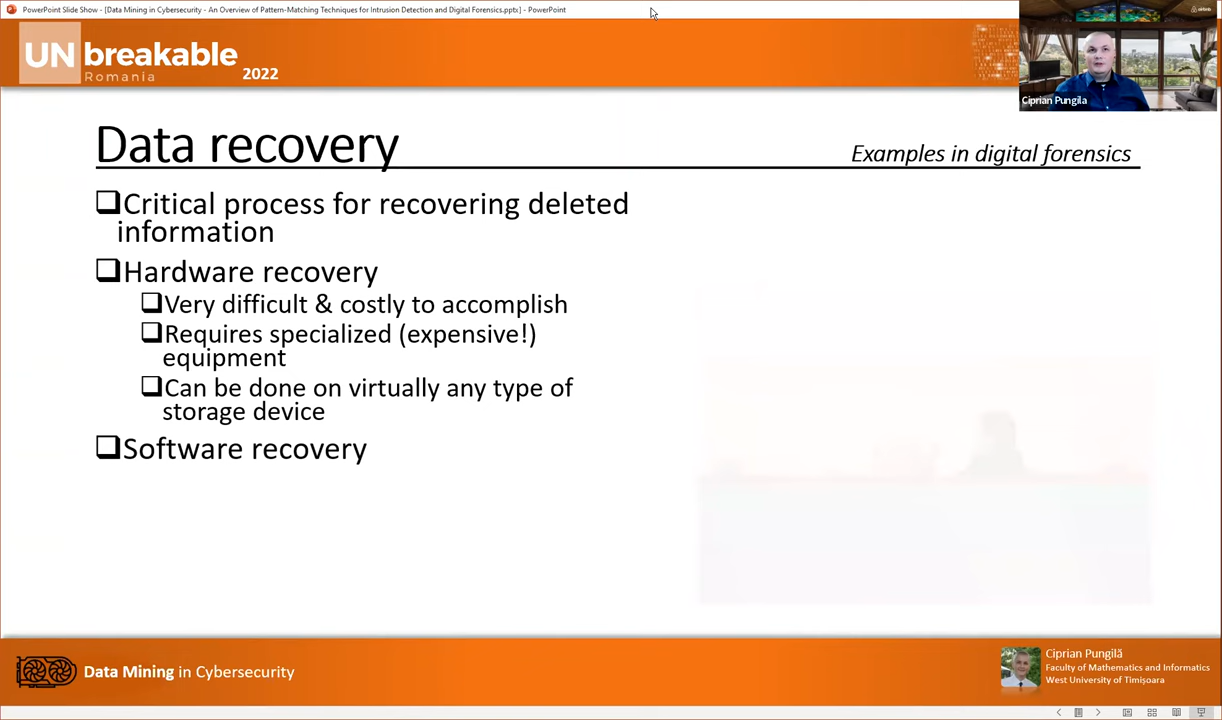 PowerPoint Slide Show - [Data Mining in Cybersecurity - An Overview of Pattern-Matching Techniques for Intrusion Detection and Digital Forensics.pptx] - PowerPoint
UNbreakable
Romania
2022
Ciprian Pungila
Data recovery
Examples in digital forensics
Critical process for recovering deleted
information
Hardware recovery
Very difficult & costly to accomplish
Requires specialized (expensive!)
equipment
Can be done on virtually any type of
storage device
Software recovery
Data Mining in Cybersecurity
Ciprian Pungilă
Faculty of Mathematics and Informatics
West University of Timișoara